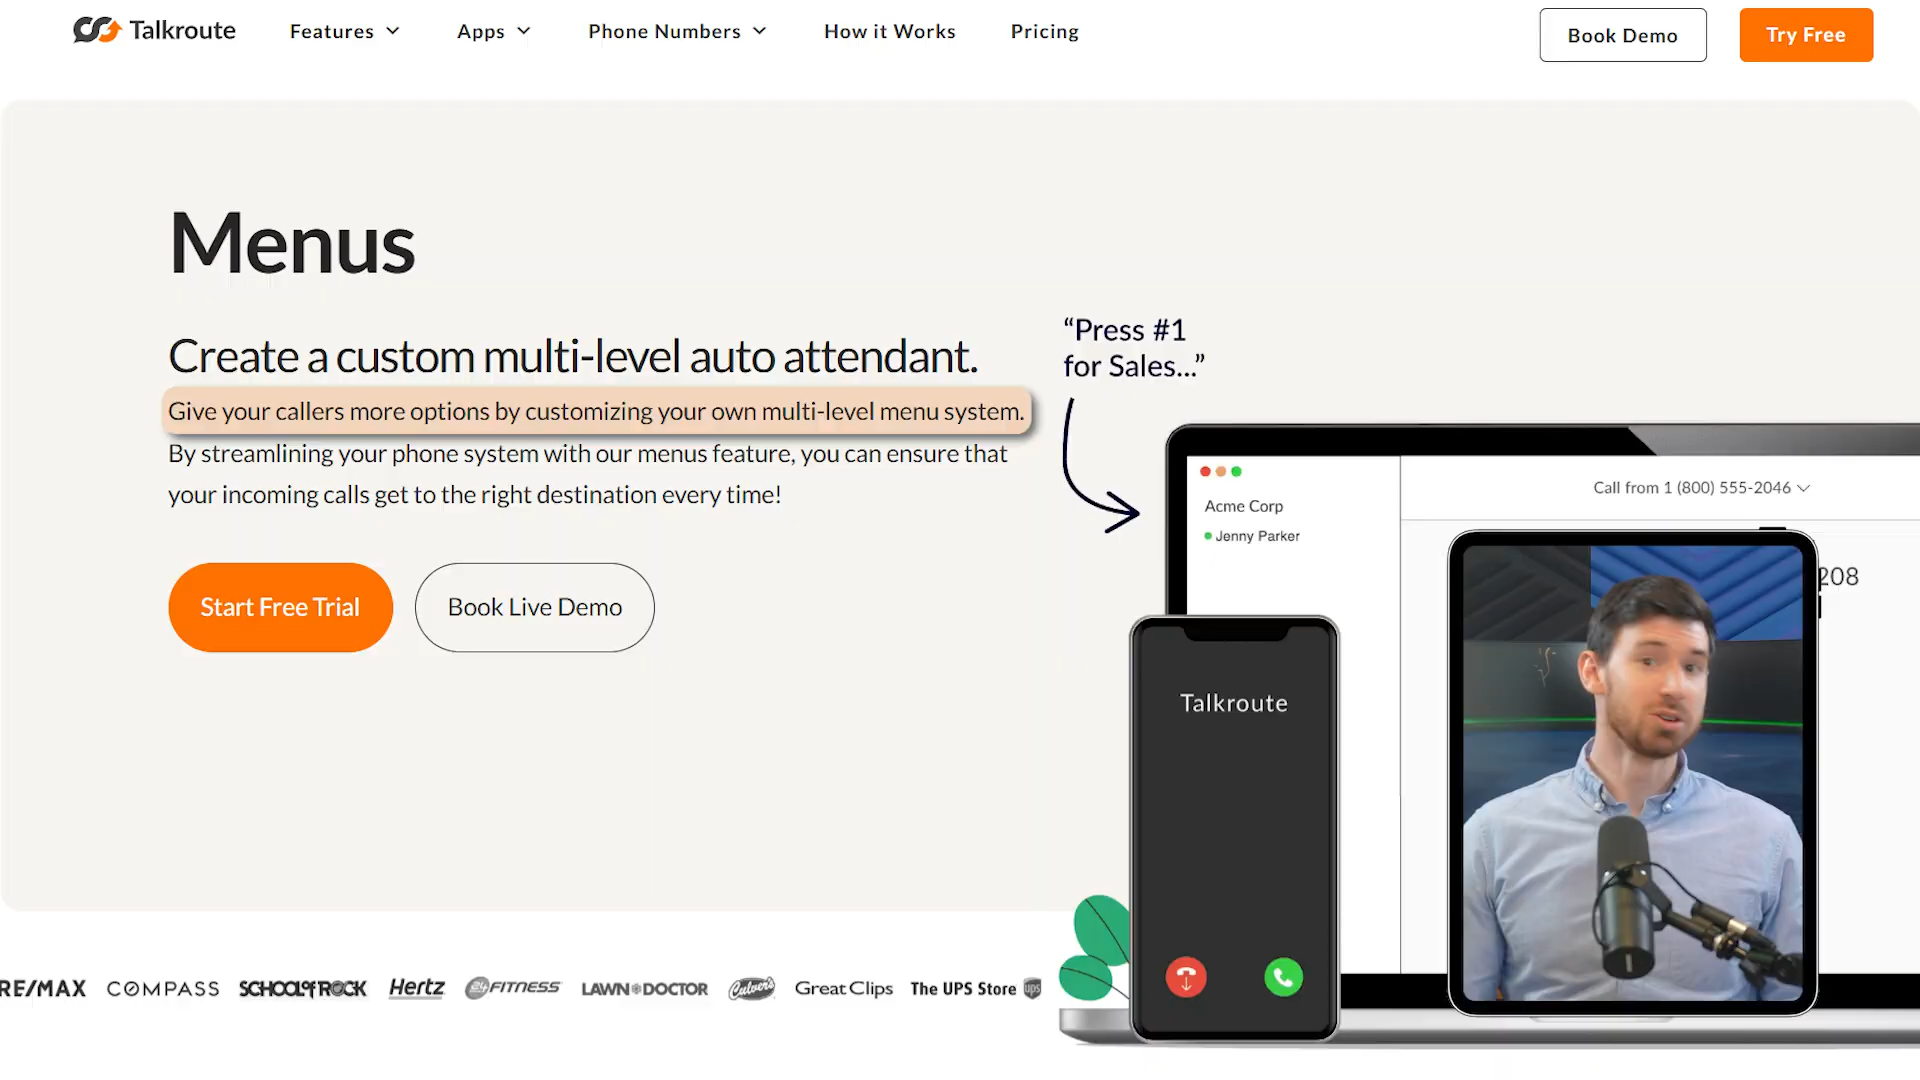 Talkroute
Features
Apps
Phone Numbers
How it Works
Pricing
Book Demo
Try Free
Menus
Create a custom multi-level auto attendant.
Give your callers more options by customizing your own multi-level menu system.
By streamlining your phone system with our menus feature, you can ensure that
your incoming calls get to the right destination every time!
Start Free Trial
Book Live Demo
“Press #1
for Sales...”
Call from 1 (800) 555-2046
Acme Corp
Jenny Parker
208
Talkroute
RE/MAX
COMPASS
SCHOOL of ROCK
Hertz
24 FITNESS
LAWN DOCTOR
Culver's
Great Clips
The UPS Store
ups